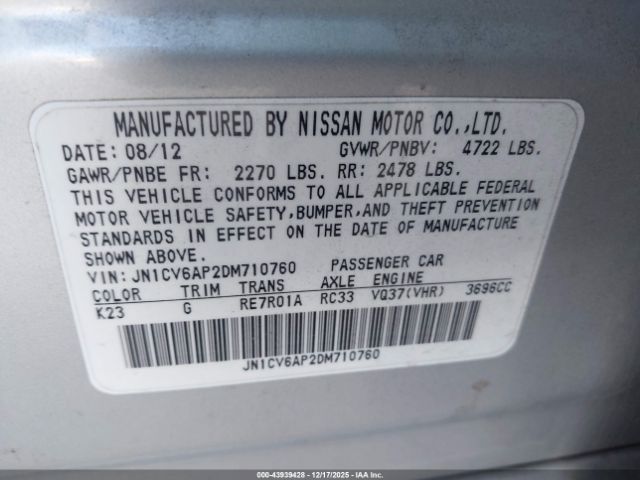 MANUFACTURED BY NISSAN MOTOR CO.,LTD.
DATE: 08/12 GVWR/PNBV: 4722 LBS.
GAWR/PNBE FR: 2270 LBS. RR: 2478 LBS.
THIS VEHICLE CONFORMS TO ALL APPLICABLE FEDERAL
MOTOR VEHICLE SAFETY,BUMPER,AND THEFT PREVENTION
STANDARDS IN EFFECT ON THE DATE OF MANUFACTURE
SHOWN ABOVE.
VIN: JN1CV6AP2DM710760 PASSENGER CAR
COLOR TRIM TRANS AXLE ENGINE
K23 G RE7R01A RC33 VQ37(VHR) 3696CC
JN1CV6AP2DM710760
000-43939428 - 12/17/2025 - IAAI.COM